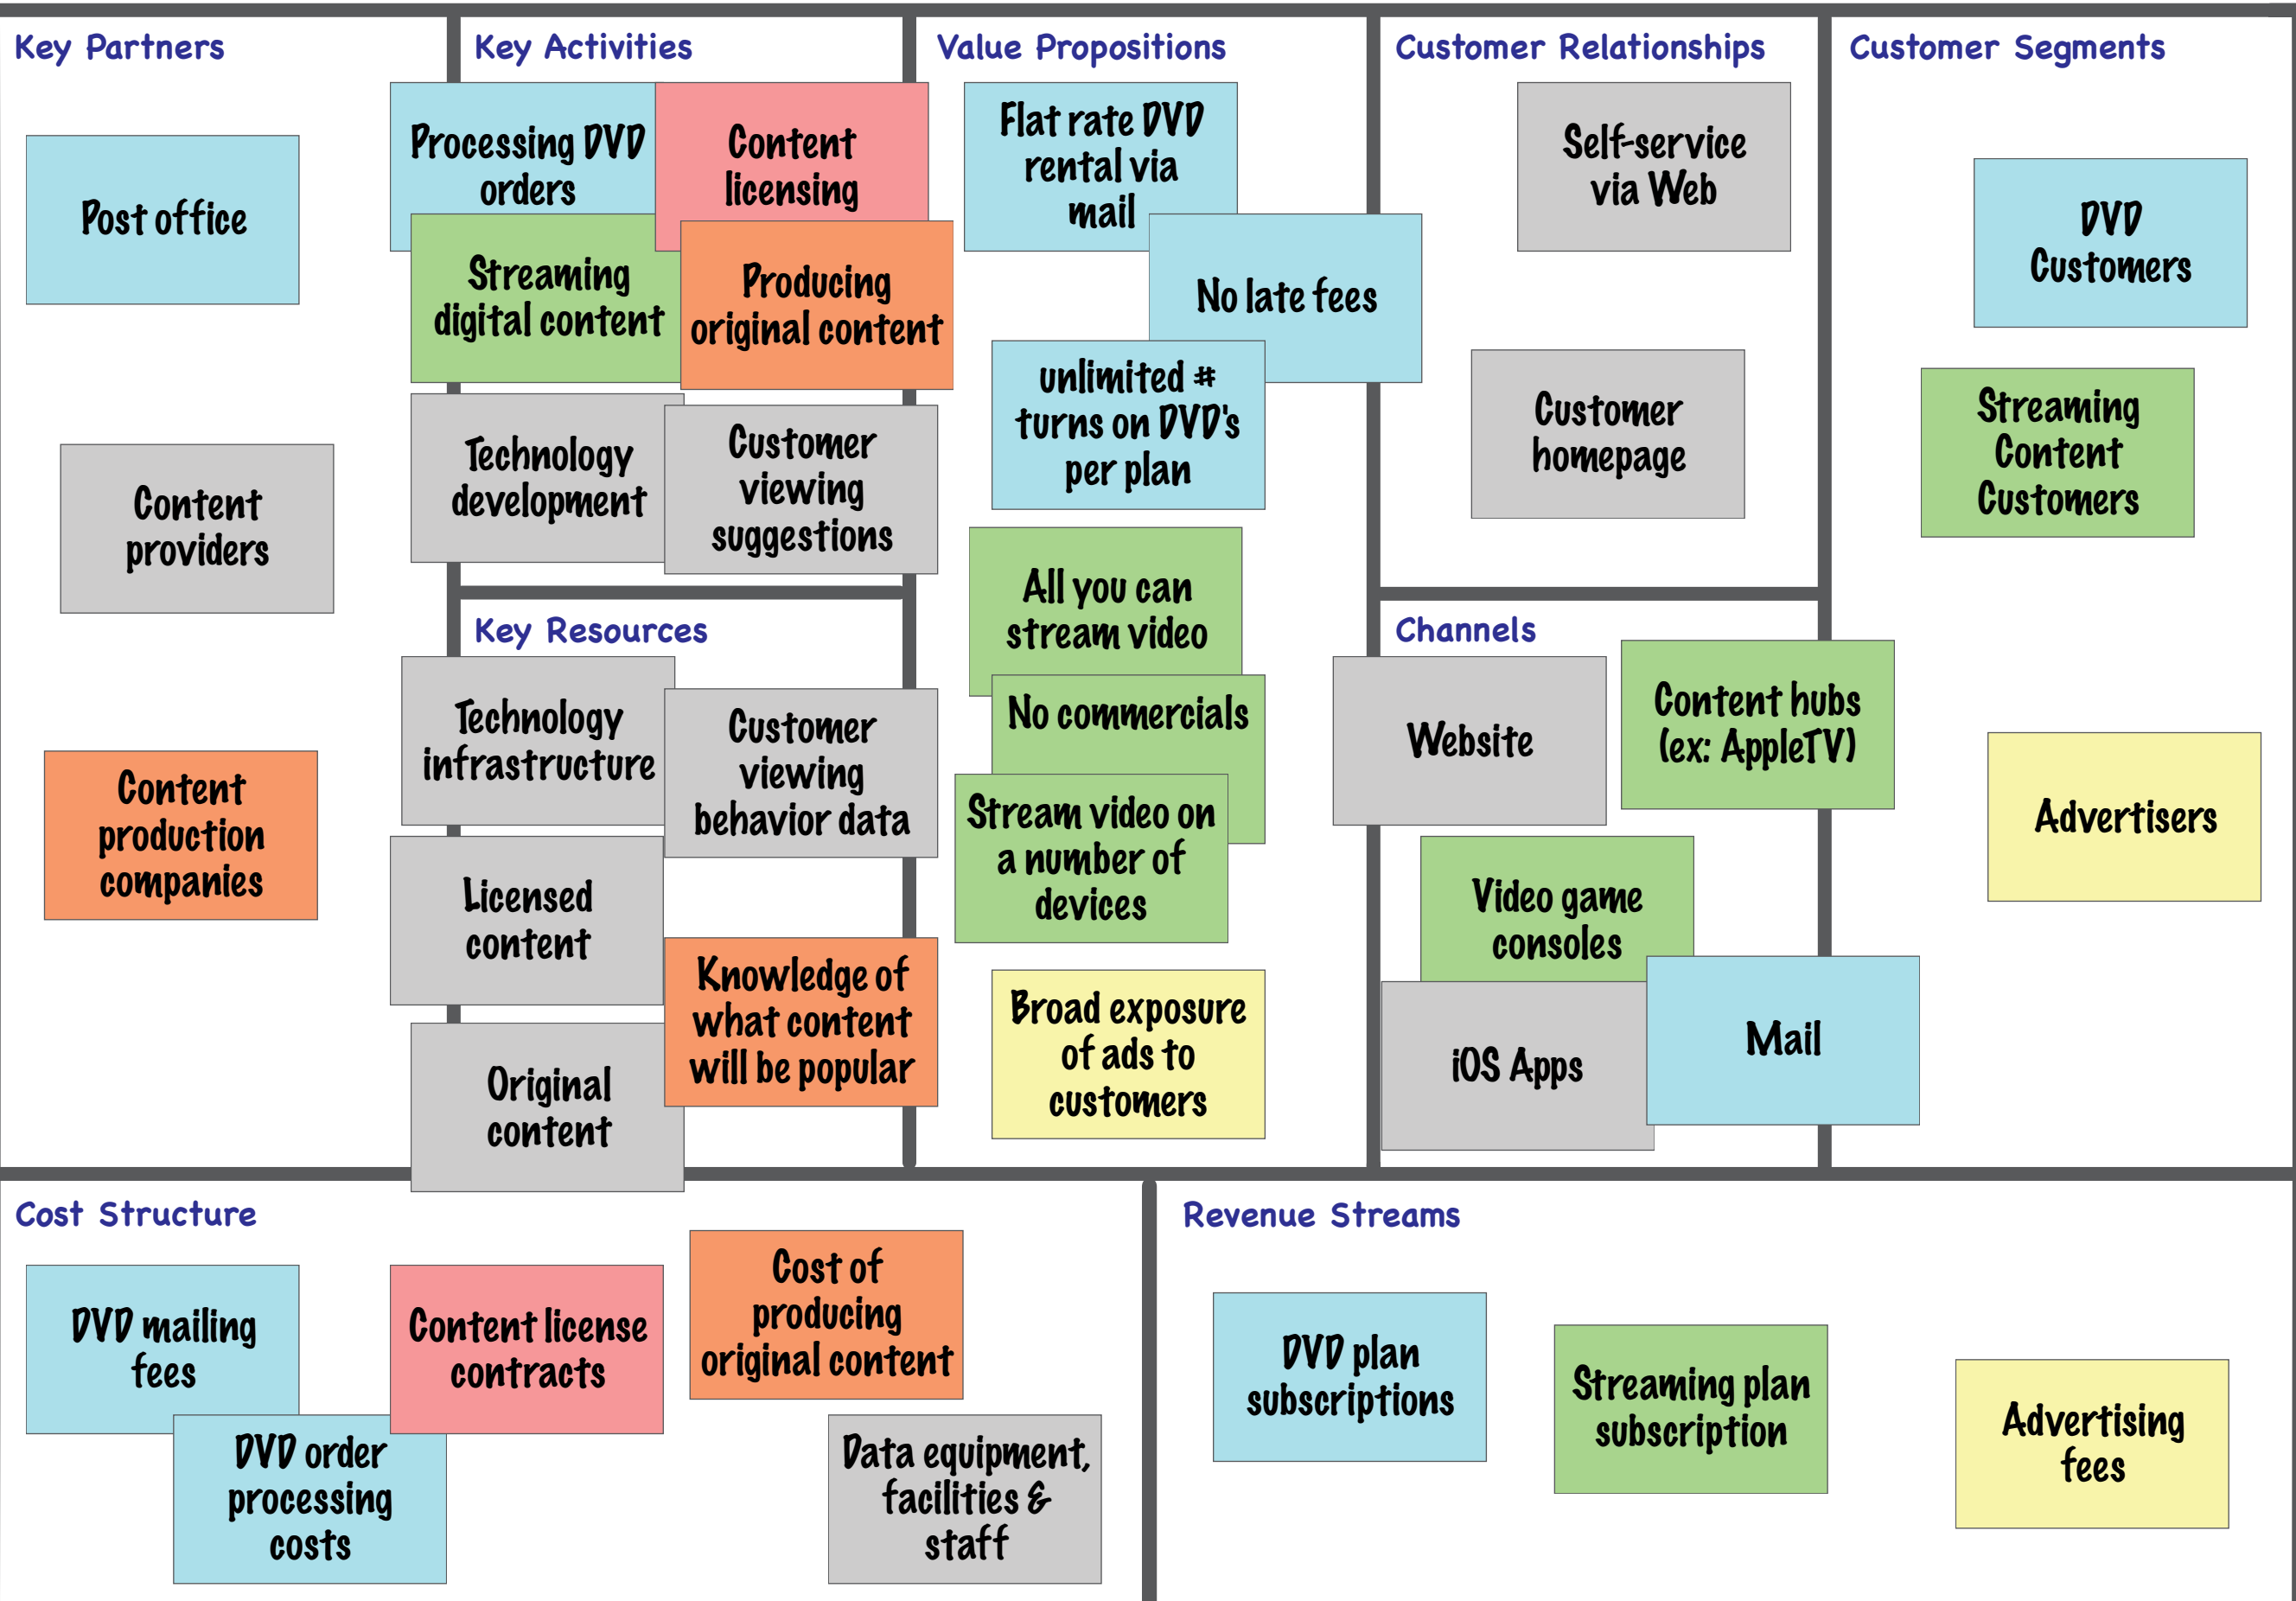 Key Partners
Post office
Content
providers
Content
production
companies
Key Activities
Processing DVD
orders
Content
licensing
Streaming
digital content
Producing
original content
Technology
development
Customer
viewing
suggestions
Key Resources
Technology
infrastructure
Customer
viewing
behavior data
Licensed
content
Knowledge of
what content
will be popular
Original
content
Value Propositions
Flat rate DVD
rental via
mail
No late fees
unlimited #
turns on DVD's
per plan
All you can
stream video
No commercials
Stream video on
a number of
devices
Broad exposure
of ads to
customers
Customer Relationships
Self-service
via Web
Customer
homepage
Channels
Website
Content hubs
(ex: AppleTV)
Video game
consoles
iOS Apps
Mail
Customer Segments
DVD
Customers
Streaming
Content
Customers
Advertisers
Cost Structure
DVD mailing
fees
DVD order
processing
costs
Content license
contracts
Cost of
producing
original content
Data equipment,
facilities &
staff
Revenue Streams
DVD plan
subscriptions
Streaming plan
subscription
Advertising
fees